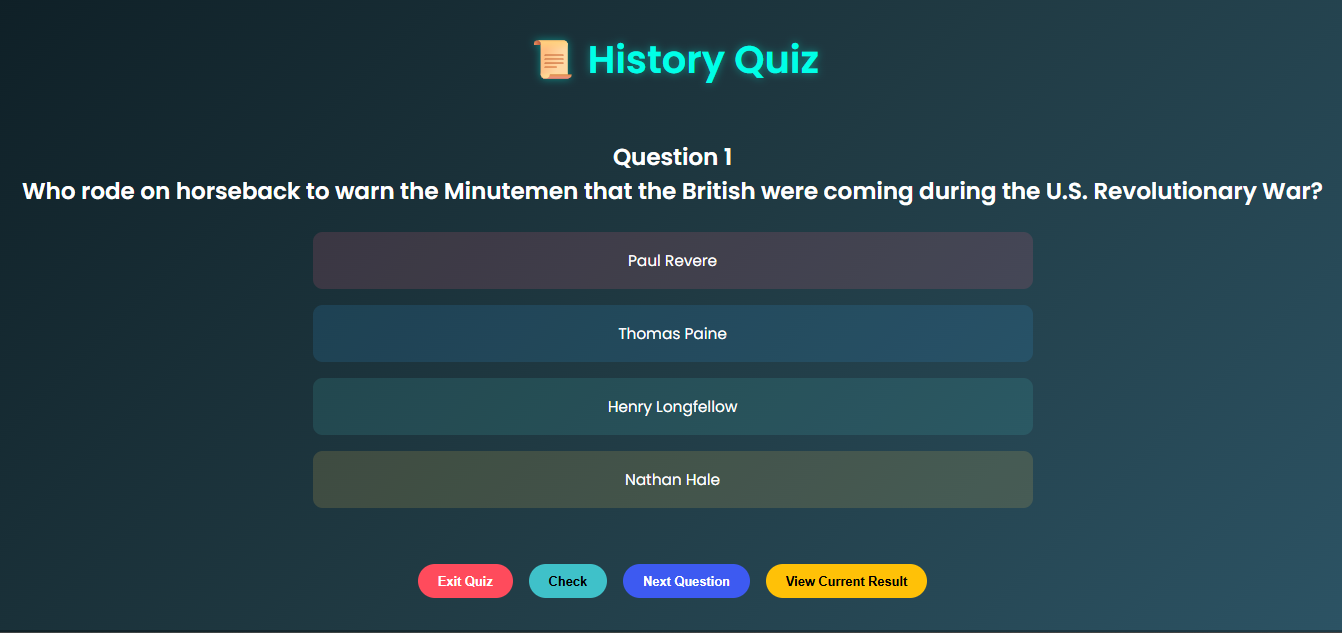 📜 History Quiz
Question 1
Who rode on horseback to warn the Minutemen that the British were coming during the U.S. Revolutionary War?
Paul Revere
Thomas Paine
Henry Longfellow
Nathan Hale
Exit Quiz
Check
Next Question
View Current Result